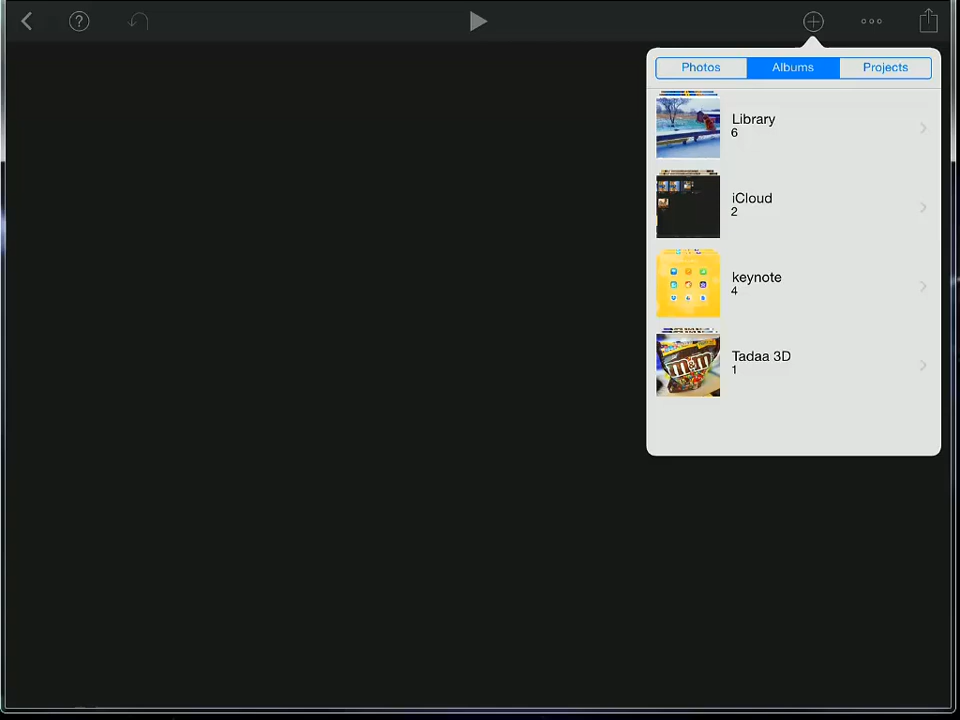 ?
Photos Albums Projects
Library
6
iCloud
2
keynote
4
Tadaa 3D
1
m&m